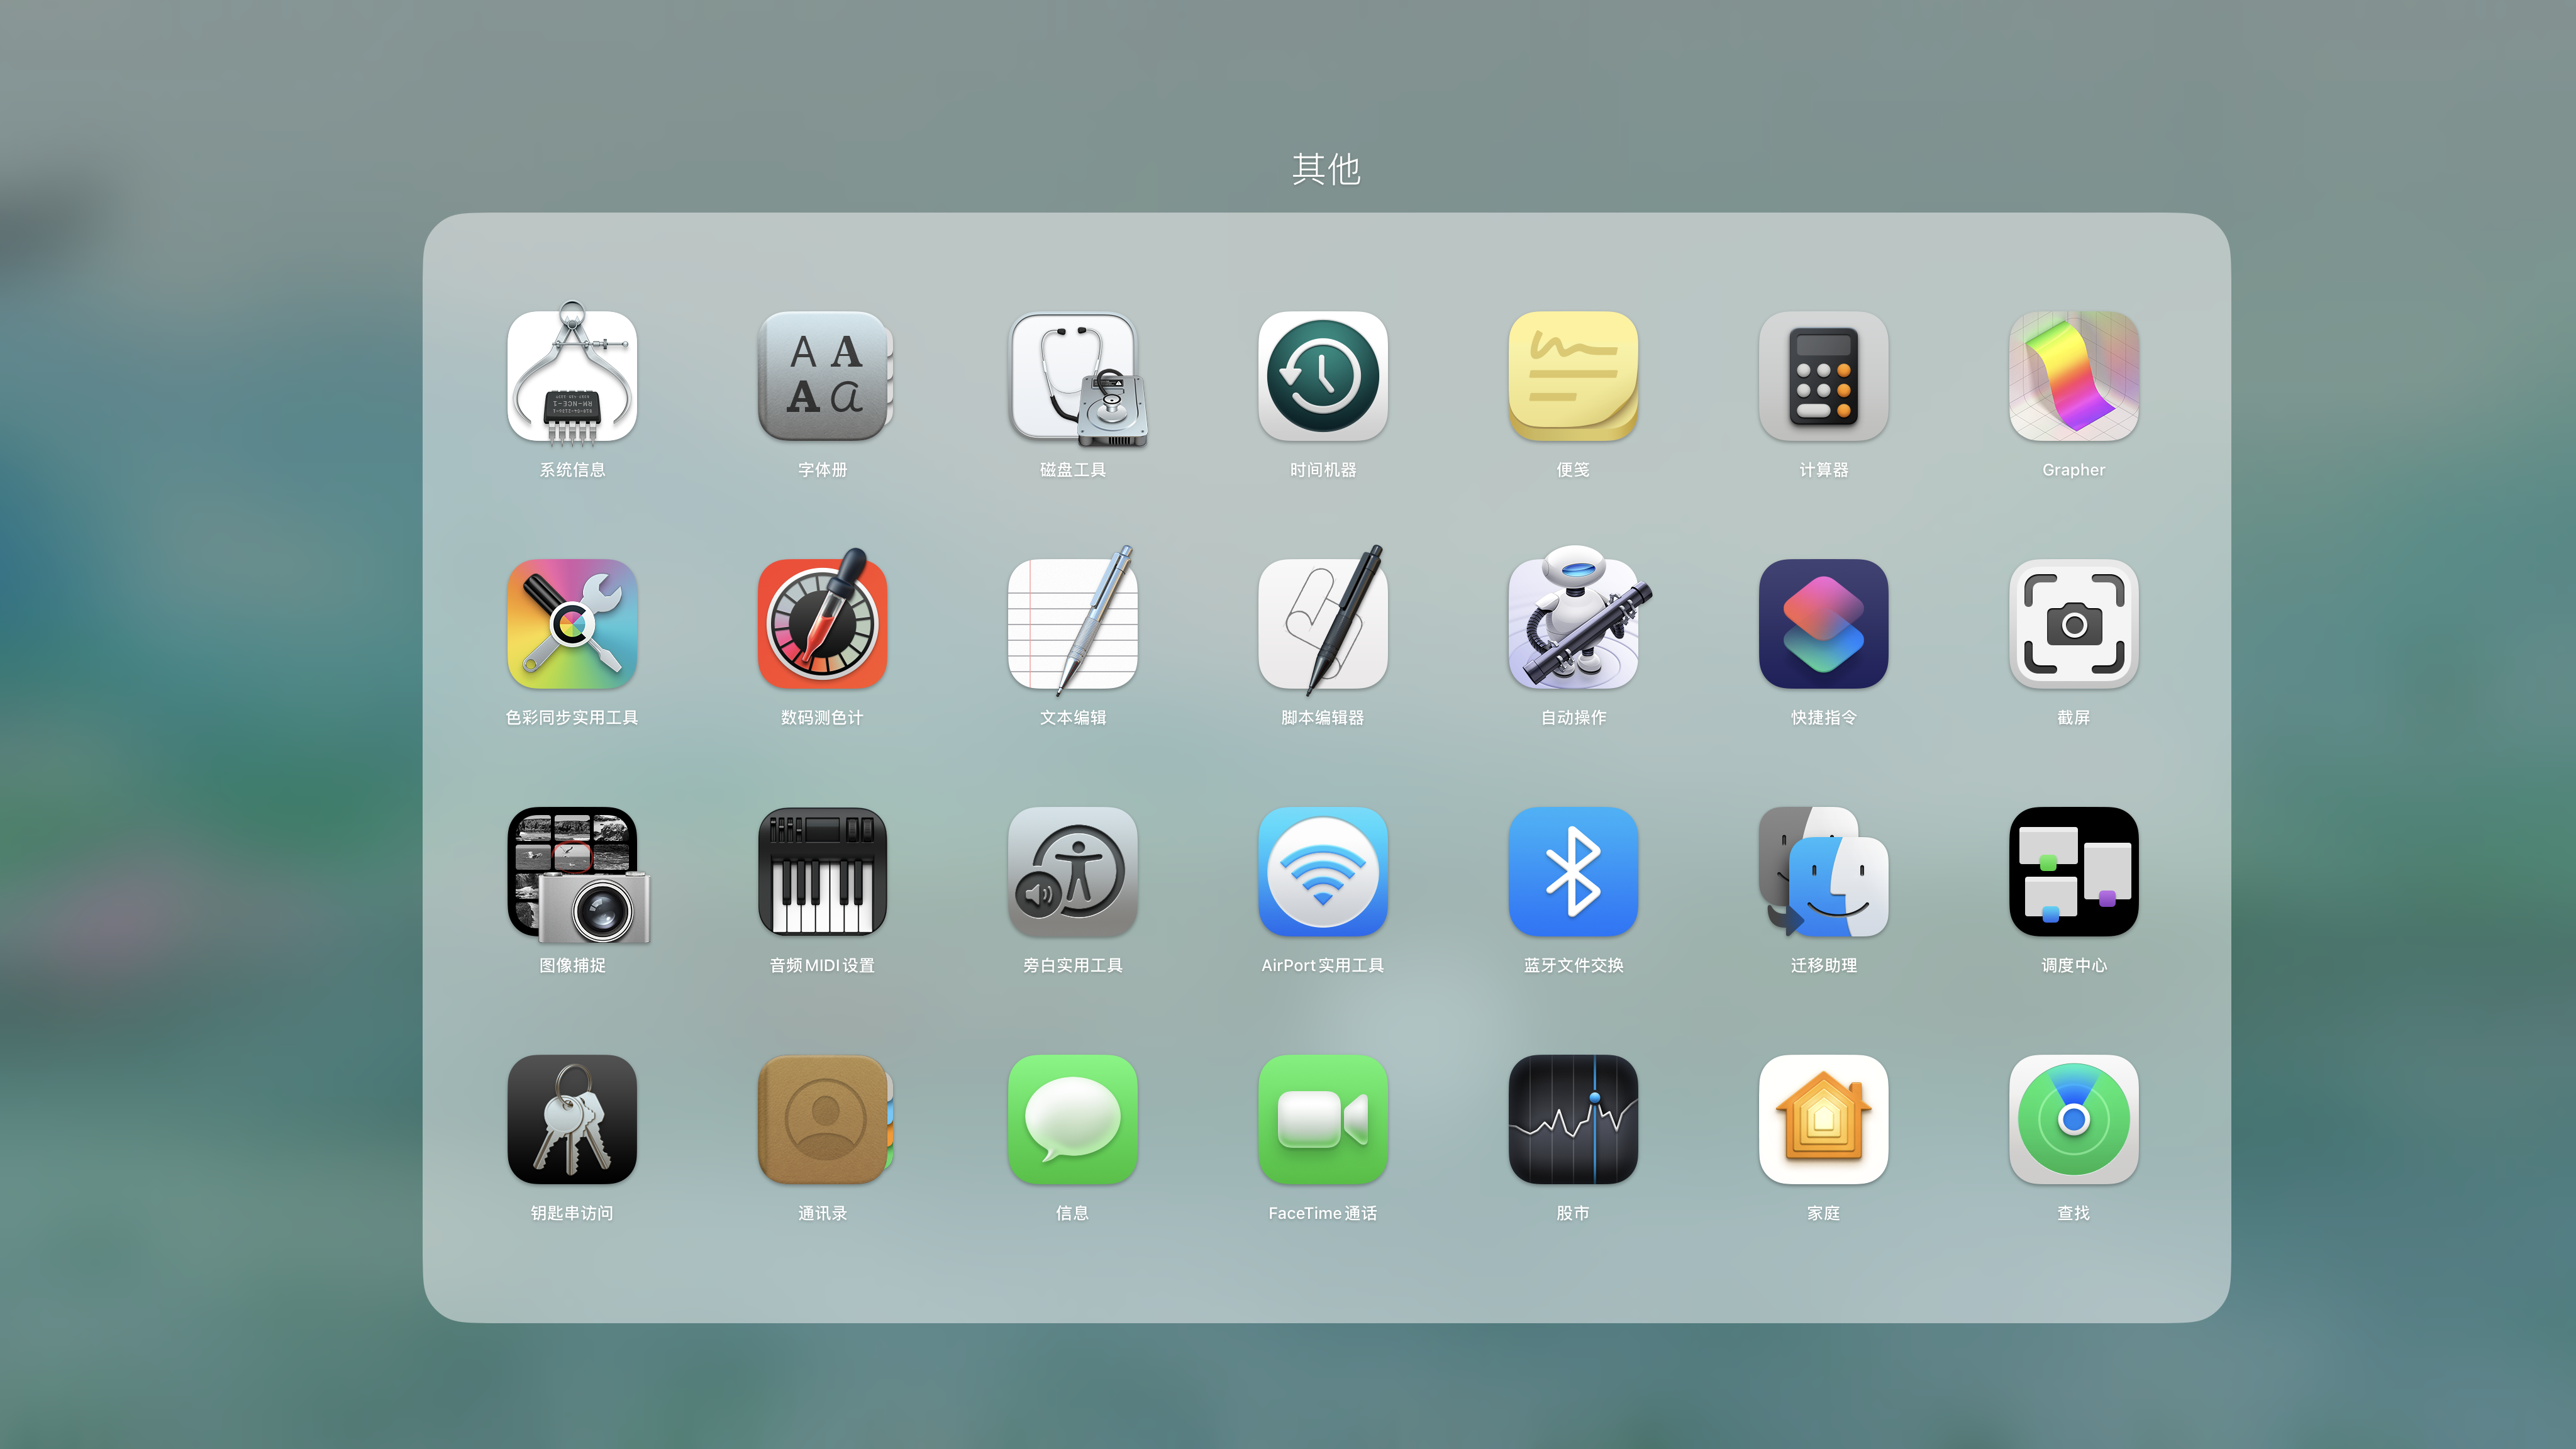 其他
系统信息
字体册
磁盘工具
时间机器
便笺
计算器
Grapher
色彩同步实用工具
数码测色计
文本编辑
脚本编辑器
自动操作
快捷指令
截屏
图像捕捉
音频MIDI设置
旁白实用工具
AirPort实用工具
蓝牙文件交换
迁移助理
调度中心
钥匙串访问
通讯录
信息
FaceTime通话
股市
家庭
查找